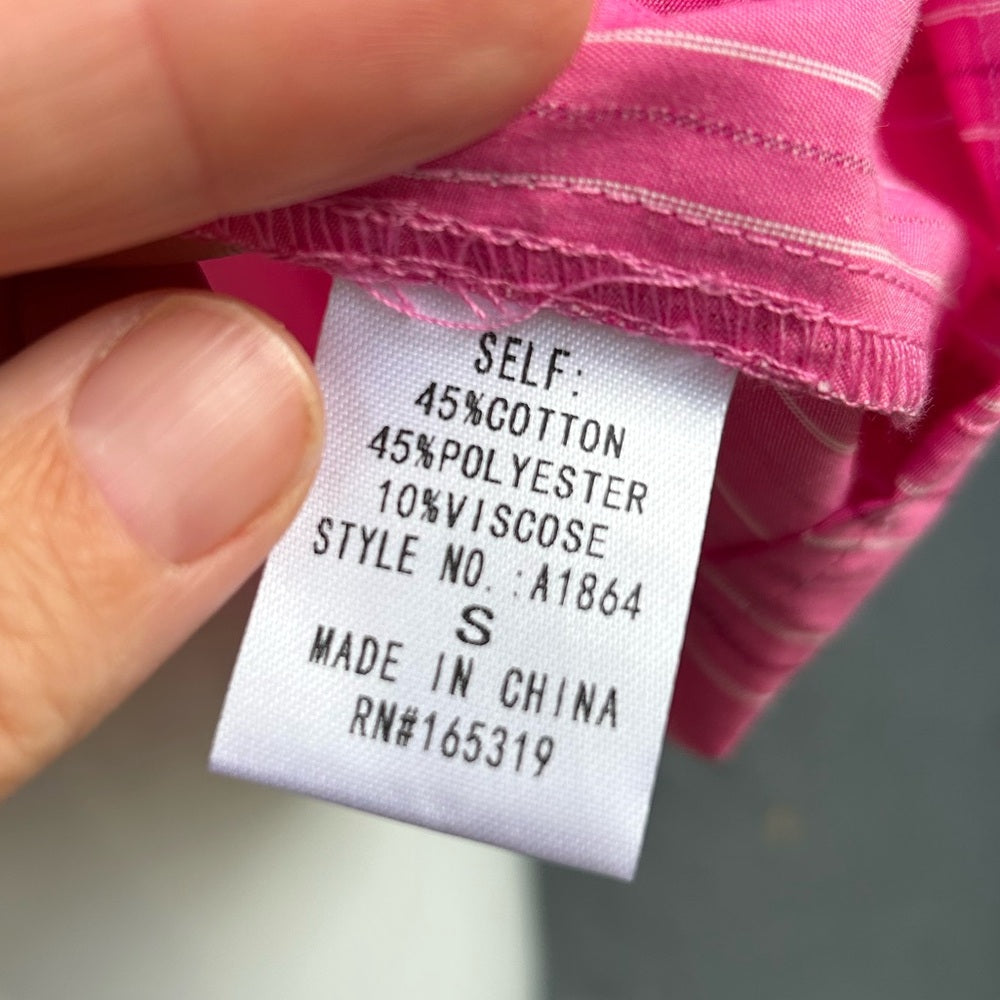 SELF:
45%COTTON
45%POLYESTER
10%VISCOSE
STYLE NO.:A1864
S
MADE IN CHINA
RN#165319